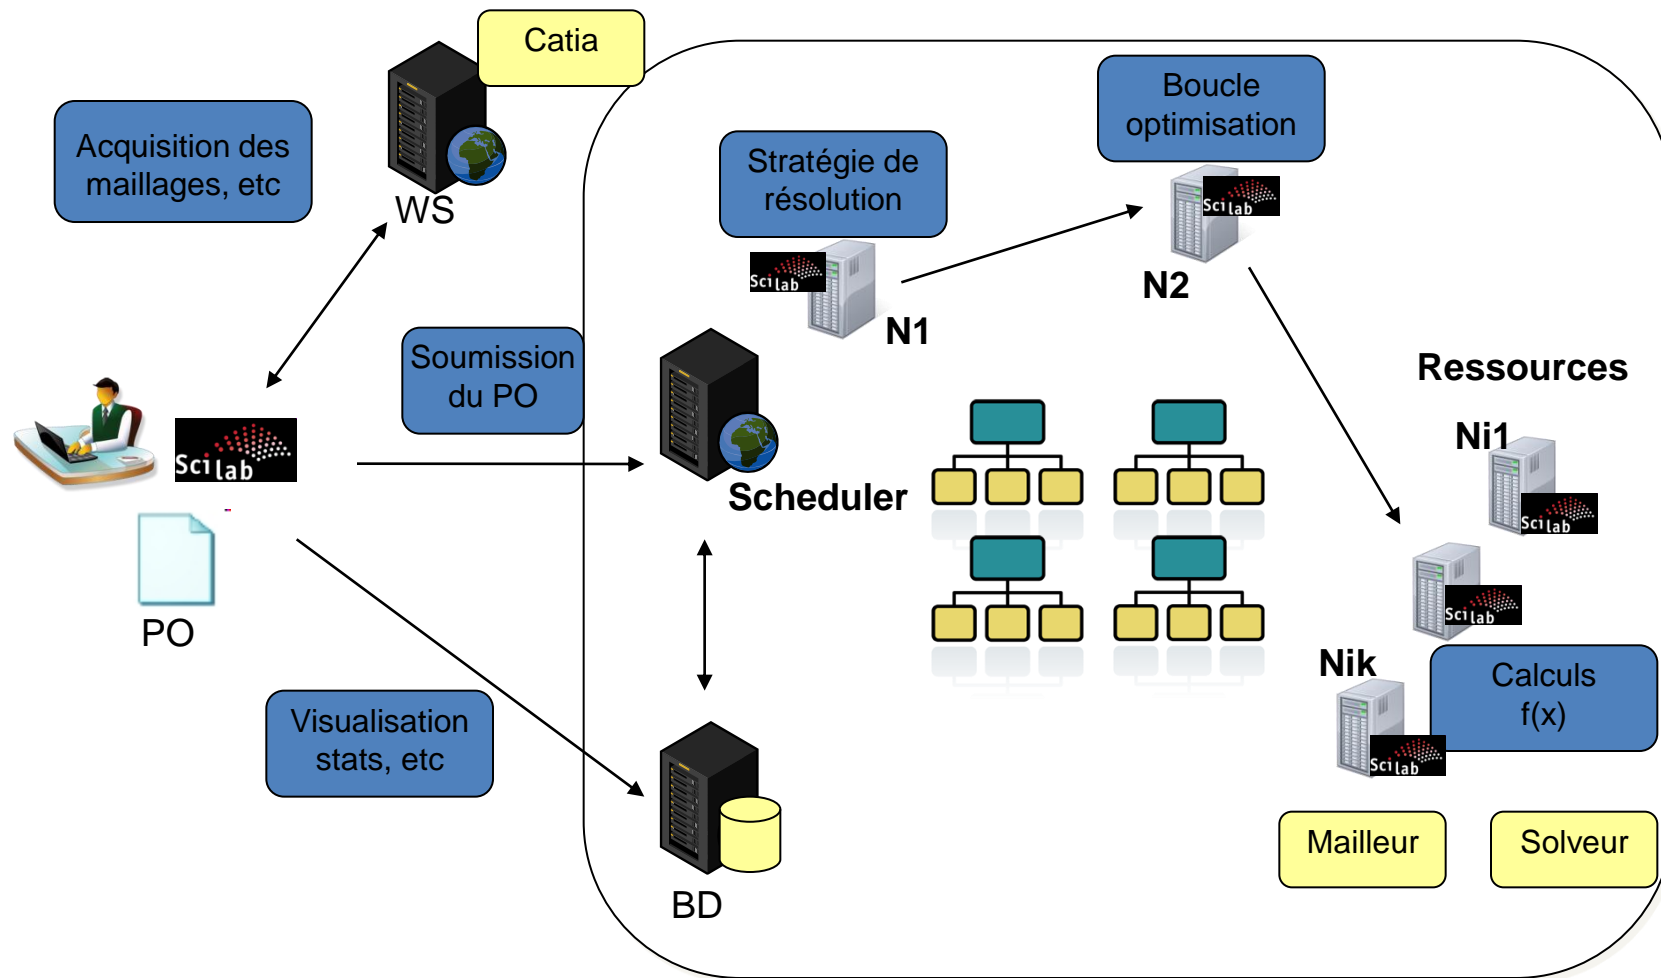 Catia
Acquisition des
maillages, etc
WS
Boucle
optimisation
Stratégie de
résolution
Scilab
Scilab
N2
N1
Soumission
du PO
Ressources
Ni1
Scilab
Scheduler
Scilab
PO
Scilab
Nik
Calculs
f(x)
Scilab
Visualisation
stats, etc
Mailleur
Solveur
BD